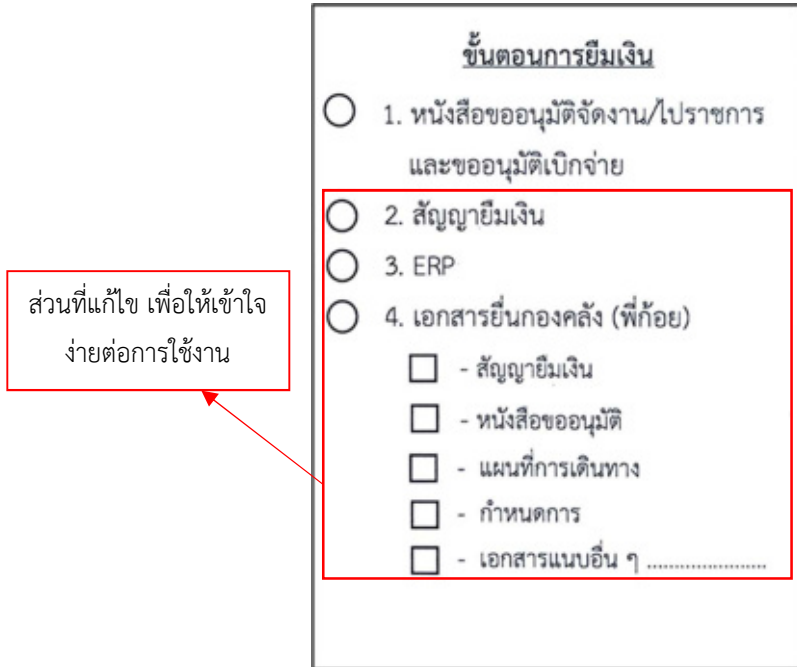 ขั้นตอนการยืมเงิน
1. หนังสือขออนุมัติจัดงาน/ไปราชการ
และขออนุมัติเบิกจ่าย
2. สัญญายืมเงิน
3. ERP
4. เอกสารยื่นกองคลัง (พี่ก้อย)
- สัญญายืมเงิน
- หนังสือขออนุมัติ
- แผนที่การเดินทาง
- กำหนดการ
- เอกสารแนบอื่น ๆ ......................
ส่วนที่แก้ไข เพื่อให้เข้าใจ
ง่ายต่อการใช้งาน